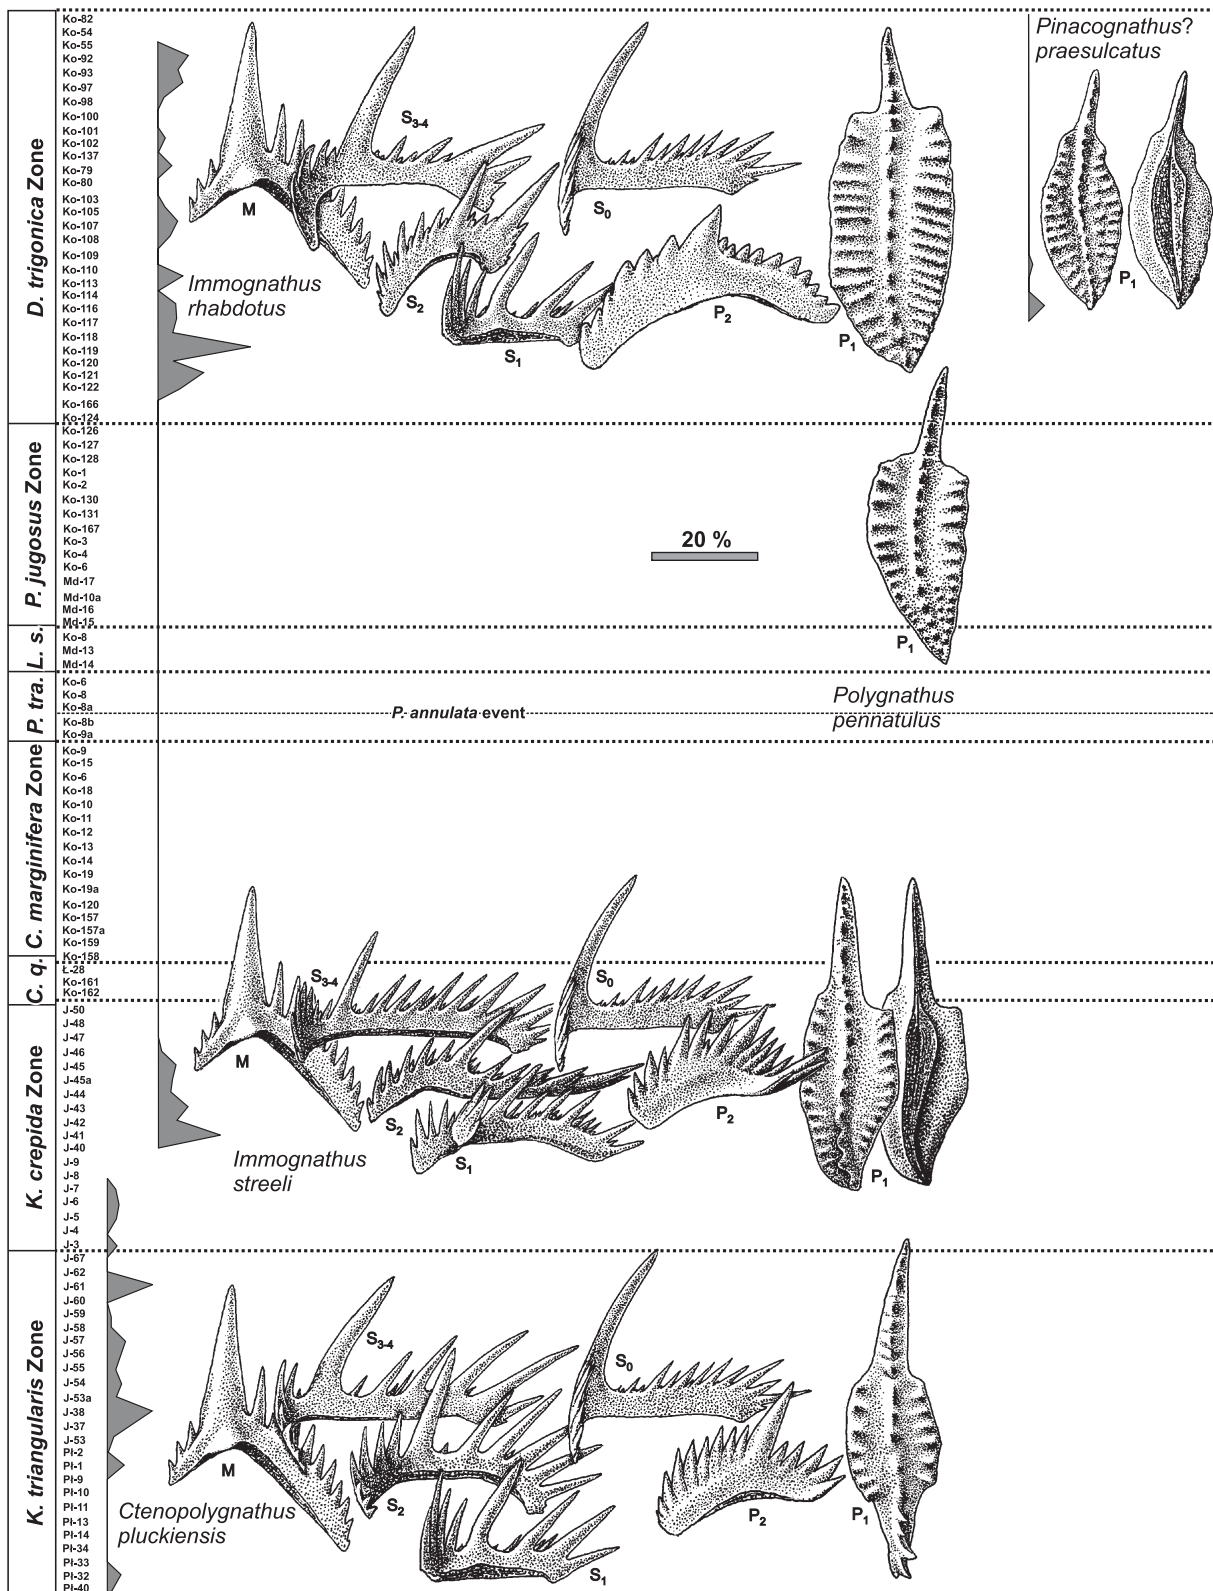 D. trigonica Zone
Ko-82
Ko-54
Ko-55
Ko-92
Ko-93
Ko-97
Ko-98
Ko-100
Ko-101
Ko-102
Ko-137
Ko-79
Ko-80
Ko-103
Ko-105
Ko-107
Ko-108
Ko-109
Ko-110
Ko-113
Ko-114
Ko-116
Ko-117
Ko-118
Ko-119
Ko-120
Ko-121
Ko-122
Ko-166
Ko-124
M
S3-4
S2
S1
S0
P2
P1
Immognathus
rhabdotus
Pinacognathus?
praesulcatus
P1
P. jugosus Zone
Ko-126
Ko-127
Ko-128
Ko-1
Ko-2
Ko-130
Ko-131
Ko-167
Ko-3
Ko-4
Ko-6
Md-17
Md-10a
Md-16
Md-15
20 %
P1
L. s.
Ko-8
Md-13
Md-14
P. tra.
Ko-6
Ko-8
Ko-8a
Ko-8b
Ko-9a
P. annulata event
Polygnathus
pennatulus
C. marginifera Zone
Ko-9
Ko-15
Ko-6
Ko-18
Ko-10
Ko-11
Ko-12
Ko-13
Ko-14
Ko-19
Ko-19a
Ko-120
Ko-157
Ko-157a
Ko-159
Ko-158
C. q.
Ł-28
Ko-161
Ko-162
K. crepida Zone
J-50
J-48
J-47
J-46
J-45
J-45a
J-44
J-43
J-42
J-41
J-40
J-9
J-8
J-7
J-6
J-5
J-4
J-3
M
S3-4
S2
S1
S0
P2
P1
Immognathus
streeli
K. triangularis Zone
J-67
J-62
J-61
J-60
J-59
J-58
J-57
J-56
J-55
J-54
J-53a
J-38
J-37
J-53
Pl-2
Pl-1
Pl-9
Pl-10
Pl-11
Pl-13
Pl-14
Pl-34
Pl-33
Pl-32
Pl-40
M
S3-4
S2
S1
S0
P2
P1
Ctenopolygnathus
pluckiensis